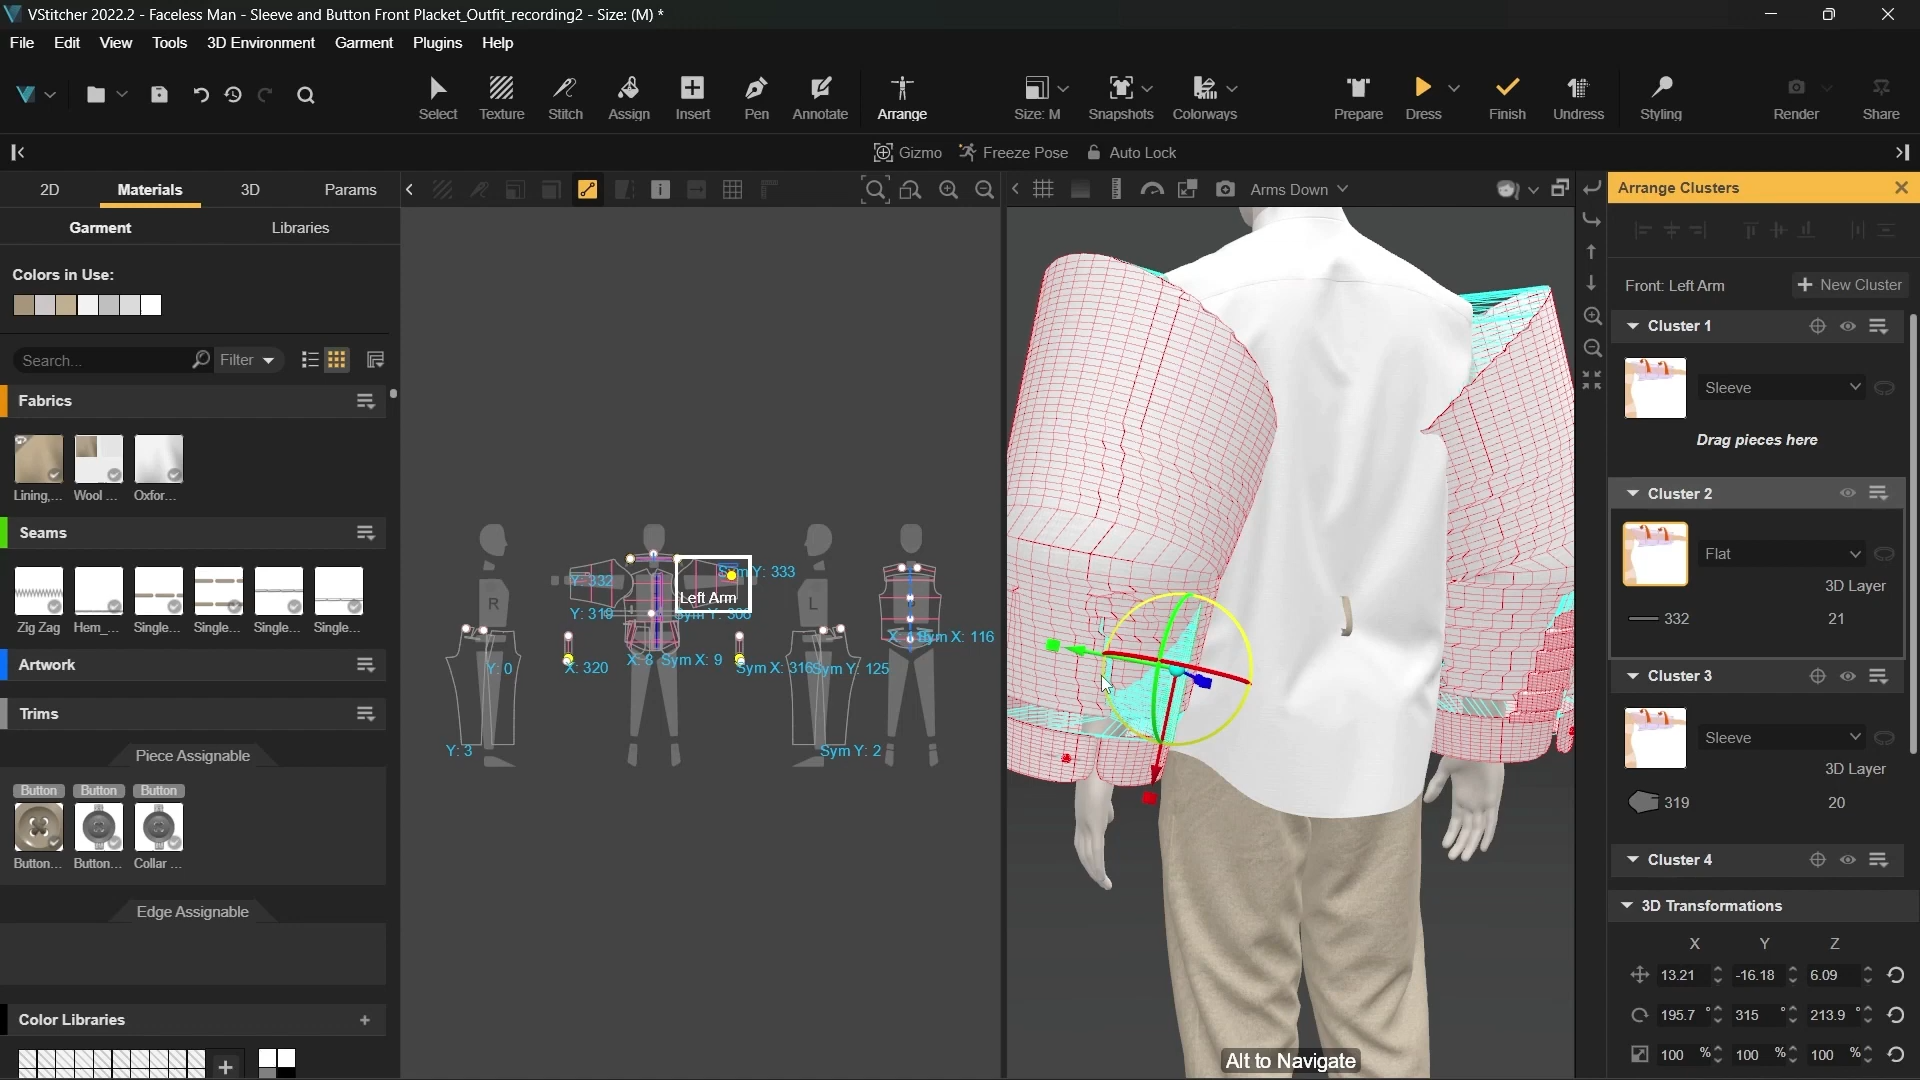 VStitcher 2022.2 - Faceless Man - Sleeve and Button Front Placket_Outfit_recording2 - Size: (M) *
File Edit View Tools 3D Environment Garment Plugins Help
Select Texture Stitch Assign Insert Pen Annotate Arrange Size: M Snapshots Colorways Prepare Dress Finish Undress Styling Render Share
Gizmo Freeze Pose Auto Lock
2D Materials 3D Params
Arms Down
Arrange Clusters
Garment Libraries
Colors in Use:
Front: Left Arm
New Cluster
Cluster 1
Search...
Filter
Sleeve
Fabrics
Drag pieces here
Lining,... Wool ... Oxfor...
Cluster 2
Seams
Flat
3D Layer
332 21
Zig Zag Hem_... Single... Single... Single... Single...
R
L
Y: 332
Sym Y: 333
Left Arm
Y: 319
Sym X: 116
X: 320
X: 8
Sym X: 9
Sym X: 316
Sym Y: 125
Y: 0
Y: 3
Sym Y: 2
Artwork
Cluster 3
Trims
Sleeve
Piece Assignable
3D Layer
Button Button Button
319 20
Button... Button... Collar ...
Cluster 4
Edge Assignable
3D Transformations
X Y Z
13.21 -16.18 6.09
Color Libraries
195.7 ° 315 ° 213.9 °
100 % 100 % 100 %
Alt to Navigate